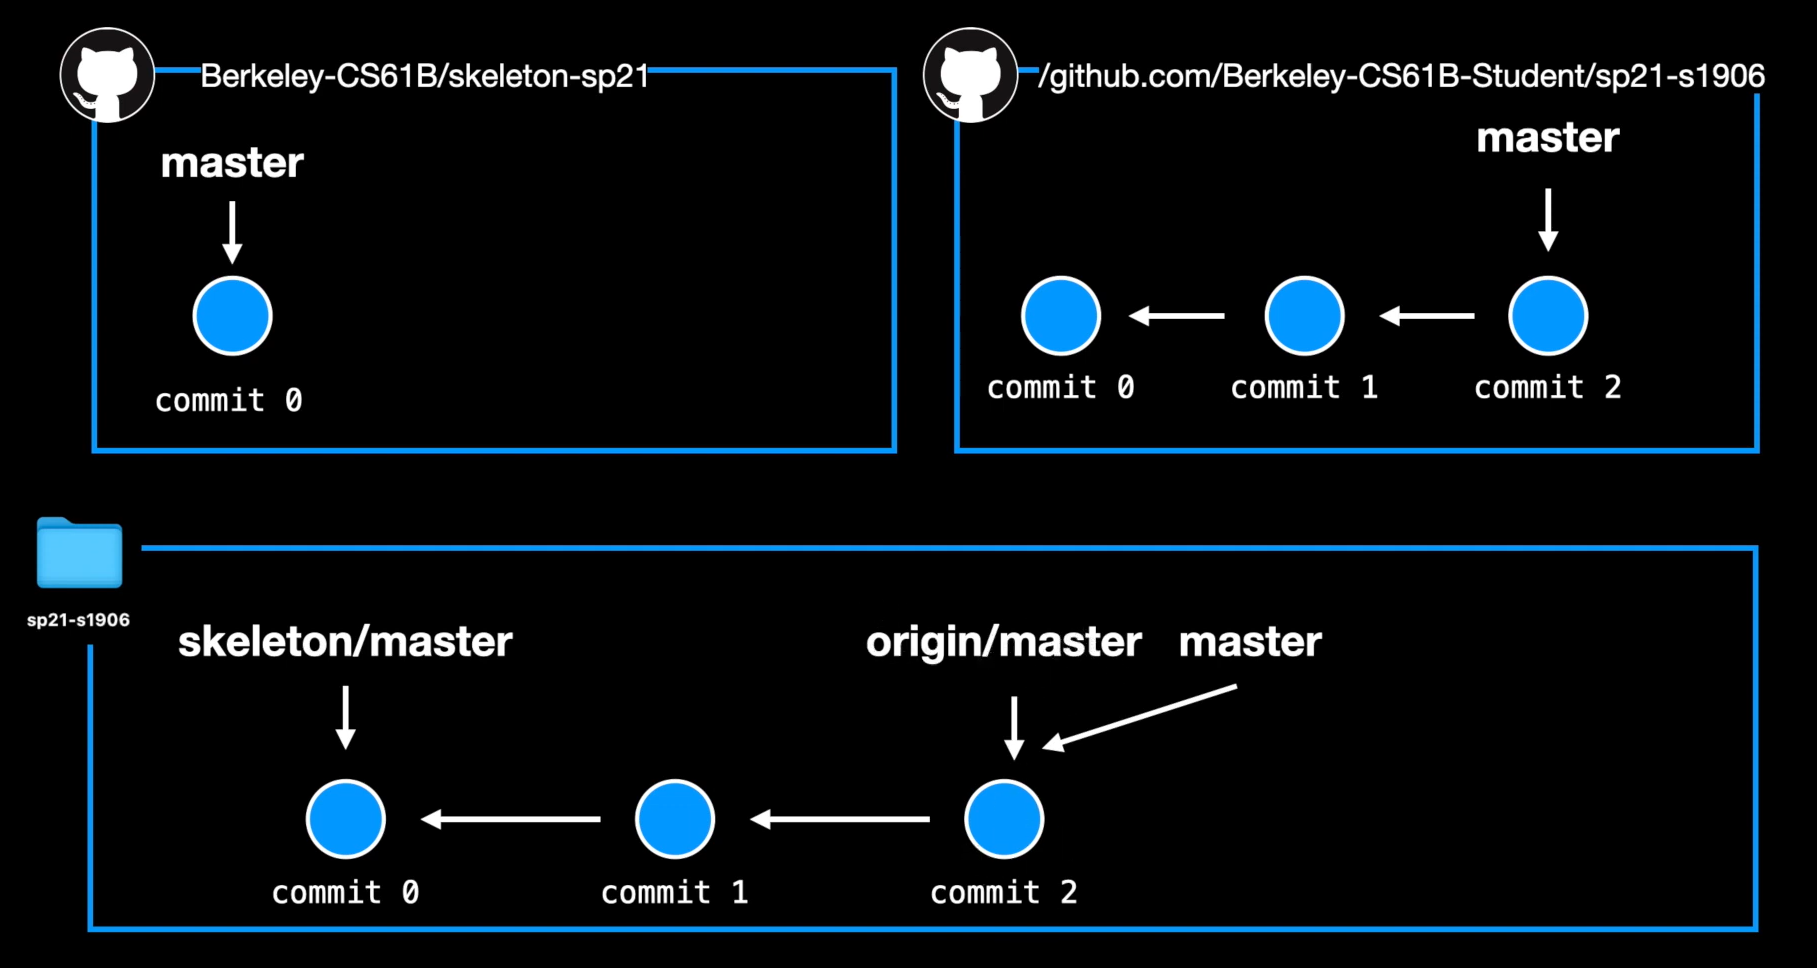 Berkeley-CS61B/skeleton-sp21
master
commit 0
/github.com/Berkeley-CS61B-Student/sp21-s1906
master
commit 0 commit 1 commit 2
sp21-s1906
skeleton/master origin/master master
commit 0 commit 1 commit 2